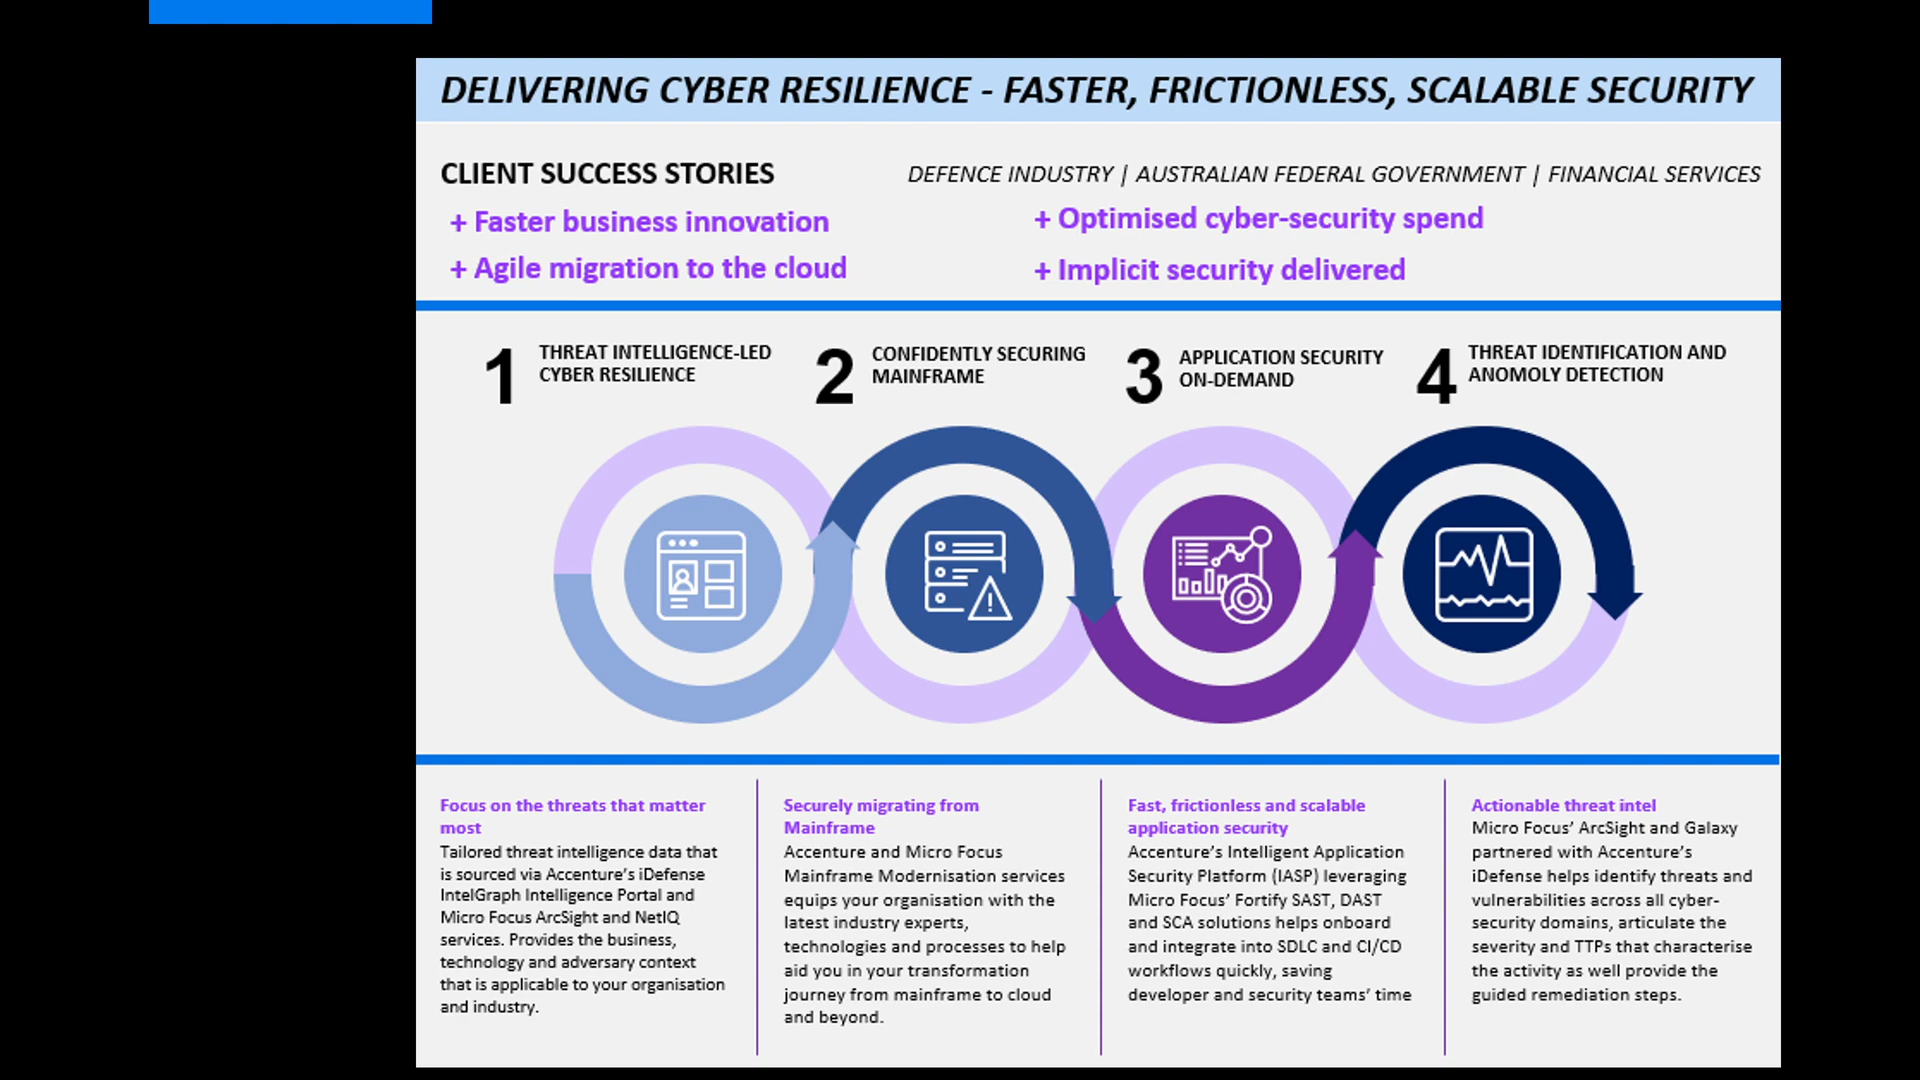 DELIVERING CYBER RESILIENCE - FASTER, FRICTIONLESS, SCALABLE SECURITY
CLIENT SUCCESS STORIES
DEFENCE INDUSTRY | AUSTRALIAN FEDERAL GOVERNMENT | FINANCIAL SERVICES
+ Faster business innovation
+ Optimised cyber-security spend
+ Agile migration to the cloud
+ Implicit security delivered
1
THREAT INTELLIGENCE-LED
CYBER RESILIENCE
2
CONFIDENTLY SECURING
MAINFRAME
3
APPLICATION SECURITY
ON-DEMAND
4
THREAT IDENTIFICATION AND
ANOMOLY DETECTION
Focus on the threats that matter
most
Tailored threat intelligence data that
is sourced via Accenture's iDefense
IntelGraph Intelligence Portal and
Micro Focus ArcSight and NetIQ
services. Provides the business,
technology and adversary context
that is applicable to your organisation
and industry.
Securely migrating from
Mainframe
Accenture and Micro Focus
Mainframe Modernisation services
equips your organisation with the
latest industry experts,
technologies and processes to help
aid you in your transformation
journey from mainframe to cloud
and beyond.
Fast, frictionless and scalable
application security
Accenture's Intelligent Application
Security Platform (IASP) leveraging
Micro Focus' Fortify SAST, DAST
and SCA solutions helps onboard
and integrate into SDLC and CI/CD
workflows quickly, saving
developer and security teams' time
Actionable threat intel
Micro Focus' ArcSight and Galaxy
partnered with Accenture's
iDefense helps identify threats and
vulnerabilities across all cyber-
security domains, articulate the
severity and TTPs that characterise
the activity as well provide the
guided remediation steps.